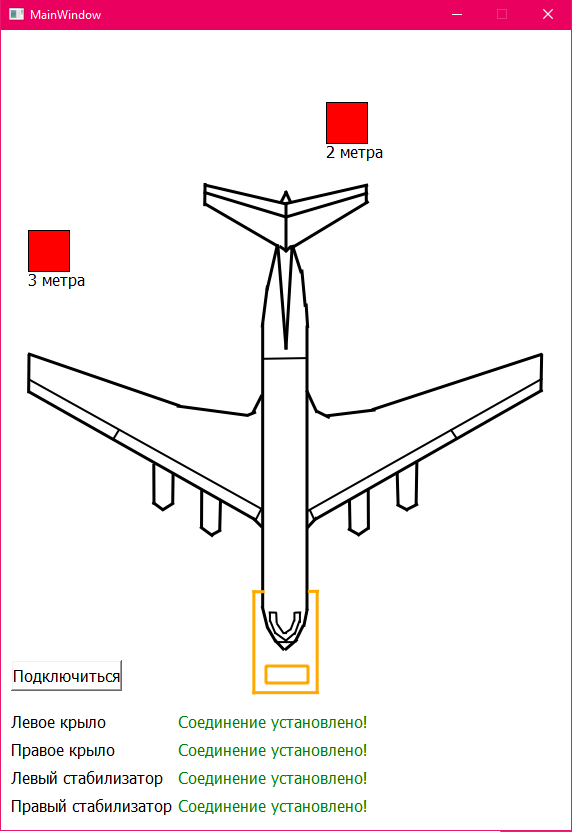 MainWindow
2 метра
3 метра
Подключиться
Левое крыло Соединение установлено!
Правое крыло Соединение установлено!
Левый стабилизатор Соединение установлено!
Правый стабилизатор Соединение установлено!